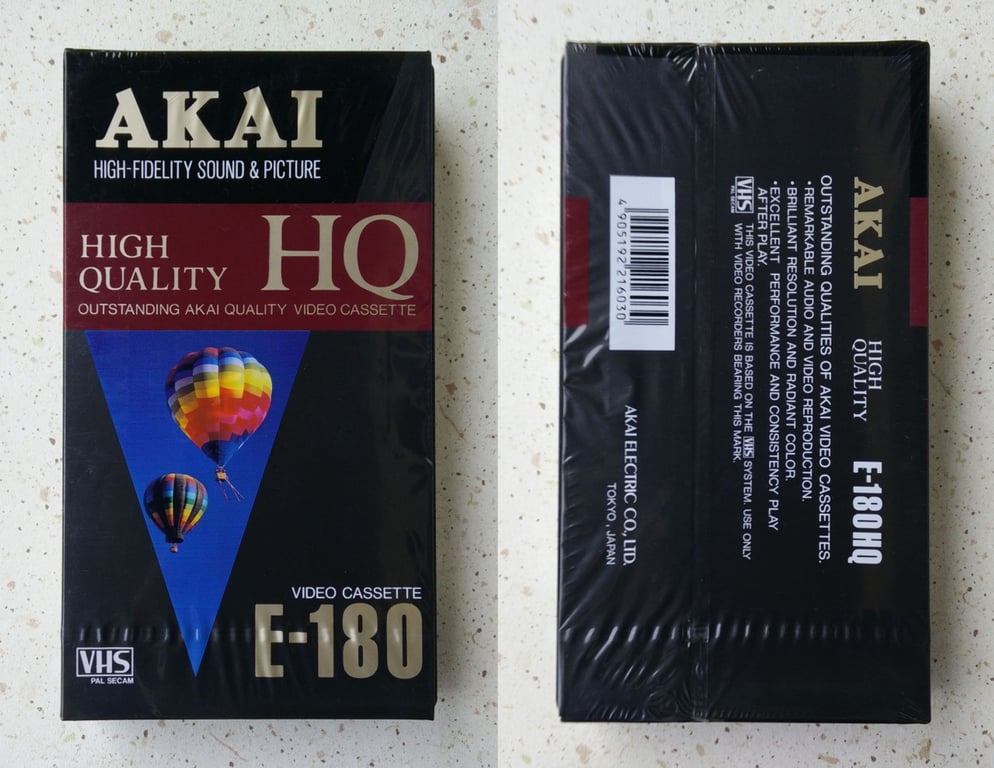 AKAI
HIGH-FIDELITY SOUND & PICTURE
HIGH
QUALITY
HQ
OUTSTANDING AKAI QUALITY VIDEO CASSETTE
VIDEO CASSETTE
E-180
VHS
PAL SECAM
AKAI
HIGH
QUALITY
E-180HQ
OUTSTANDING QUALITIES OF AKAI VIDEO CASSETTES.
•REMARKABLE AUDIO AND VIDEO REPRODUCTION.
•BRILLIANT RESOLUTION AND RADIANT COLOR.
•EXCELLENT PERFORMANCE AND CONSISTENCY PLAY
AFTER PLAY.
VHS
PAL SECAM
THIS VIDEO CASSETTE IS BASED ON THE VHS SYSTEM. USE ONLY
WITH VIDEO RECORDERS BEARING THIS MARK.
4 905192 216030
AKAI ELECTRIC CO., LTD.
TOKYO, JAPAN